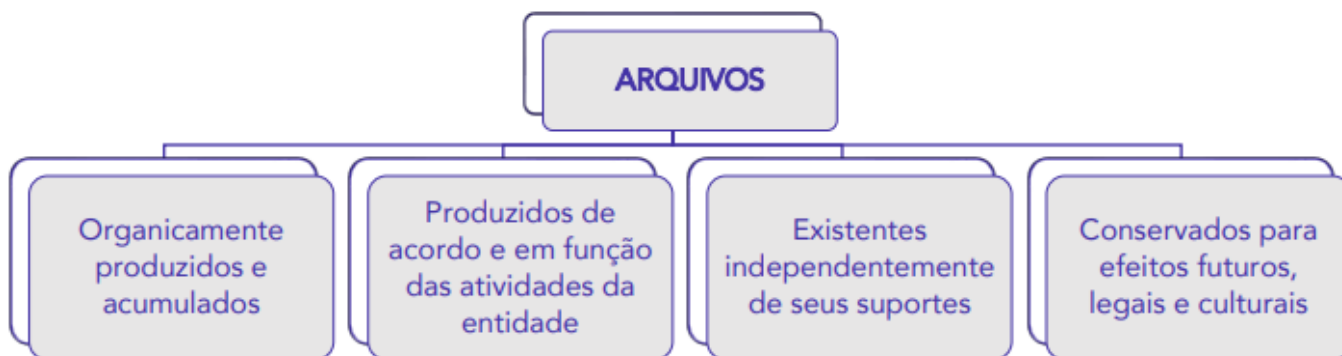 ARQUIVOS
Organicamente
produzidos e
acumulados
Produzidos de
acordo e em função
das atividades da
entidade
Existentes
independentemente
de seus suportes
Conservados para
efeitos futuros,
legais e culturais